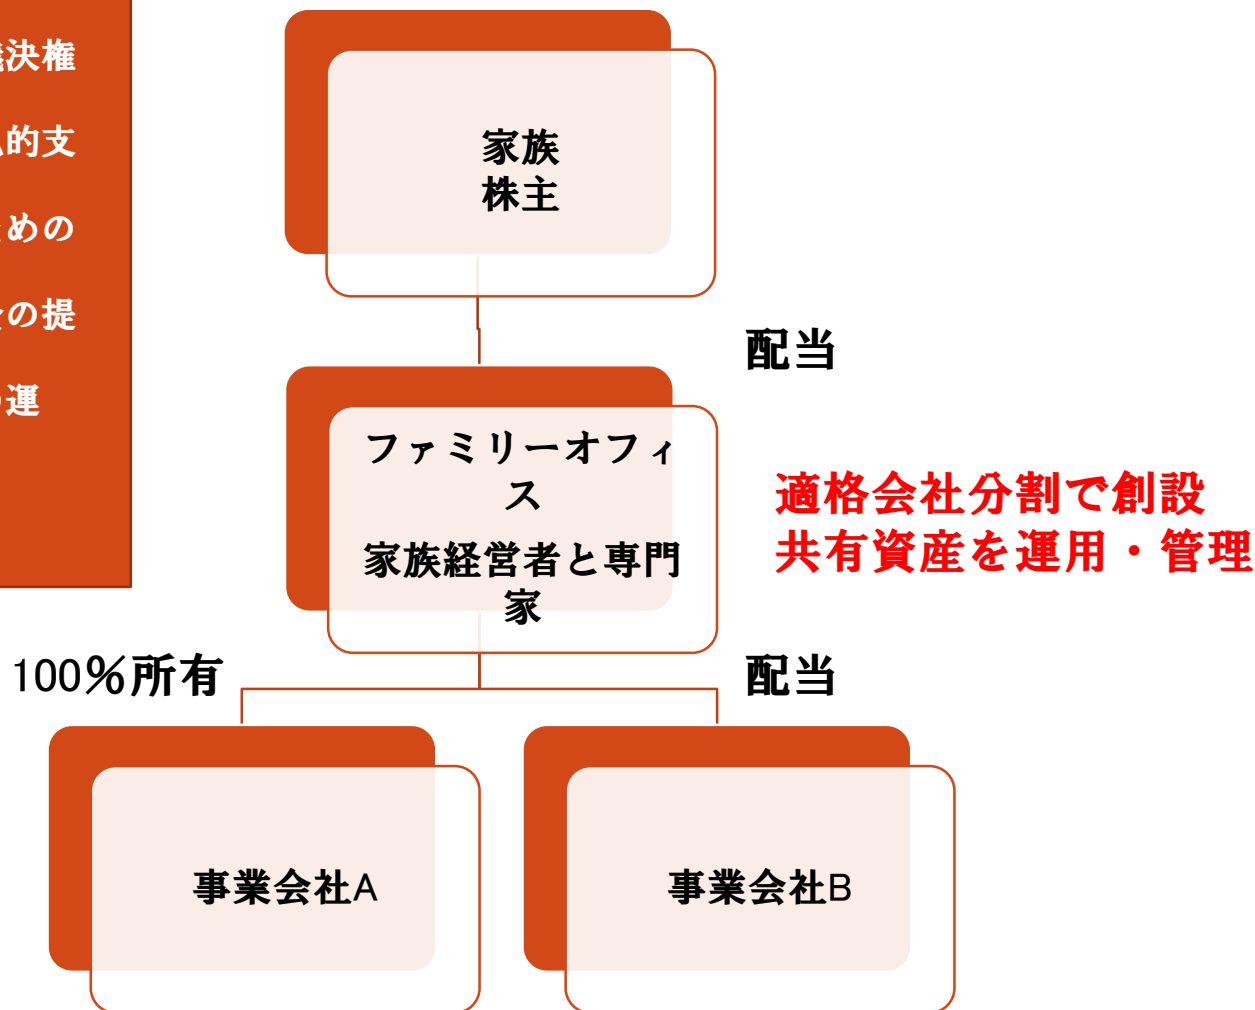 決権
的支
めの
の提
運
家族
株主
配当
ファミリーオフィ
ス
家族経営者と専門
家
適格会社分割で創設
共有資産を運用・管理
100%所有
配当
事業会社A
事業会社B